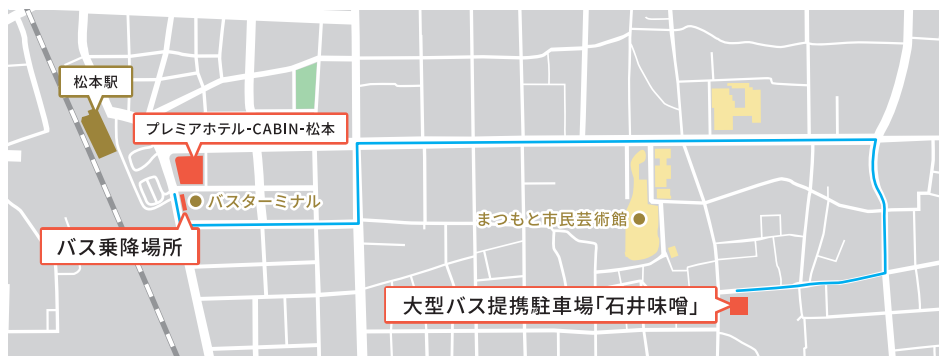 松本駅
プレミアホテル-CABIN-松本
バスターミナル
まつもと市民芸術館
バス乗降場所
大型バス提携駐車場「石井味噌」